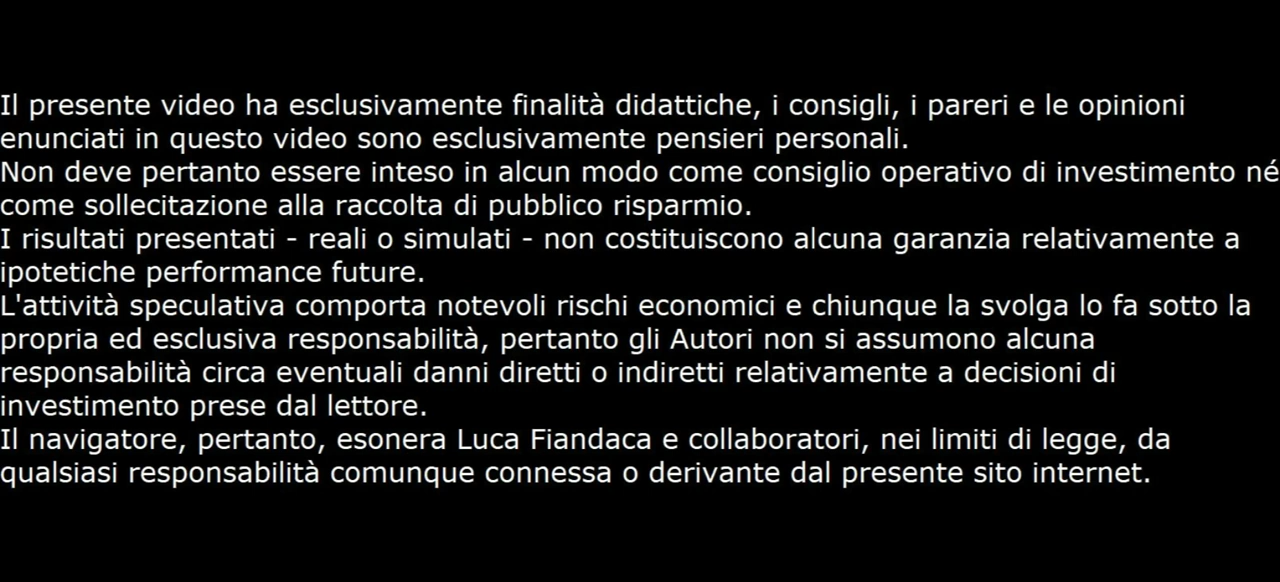 Il presente video ha esclusivamente finalità didattiche, i consigli, i pareri e le opinioni
enunciati in questo video sono esclusivamente pensieri personali.
Non deve pertanto essere inteso in alcun modo come consiglio operativo di investimento né
come sollecitazione alla raccolta di pubblico risparmio.
I risultati presentati - reali o simulati - non costituiscono alcuna garanzia relativamente a
ipotetiche performance future.
L'attività speculativa comporta notevoli rischi economici e chiunque la svolga lo fa sotto la
propria ed esclusiva responsabilità, pertanto gli Autori non si assumono alcuna
responsabilità circa eventuali danni diretti o indiretti relativamente a decisioni di
investimento prese dal lettore.
Il navigatore, pertanto, esonera Luca Fiandaca e collaboratori, nei limiti di legge, da
qualsiasi responsabilità comunque connessa o derivante dal presente sito internet.